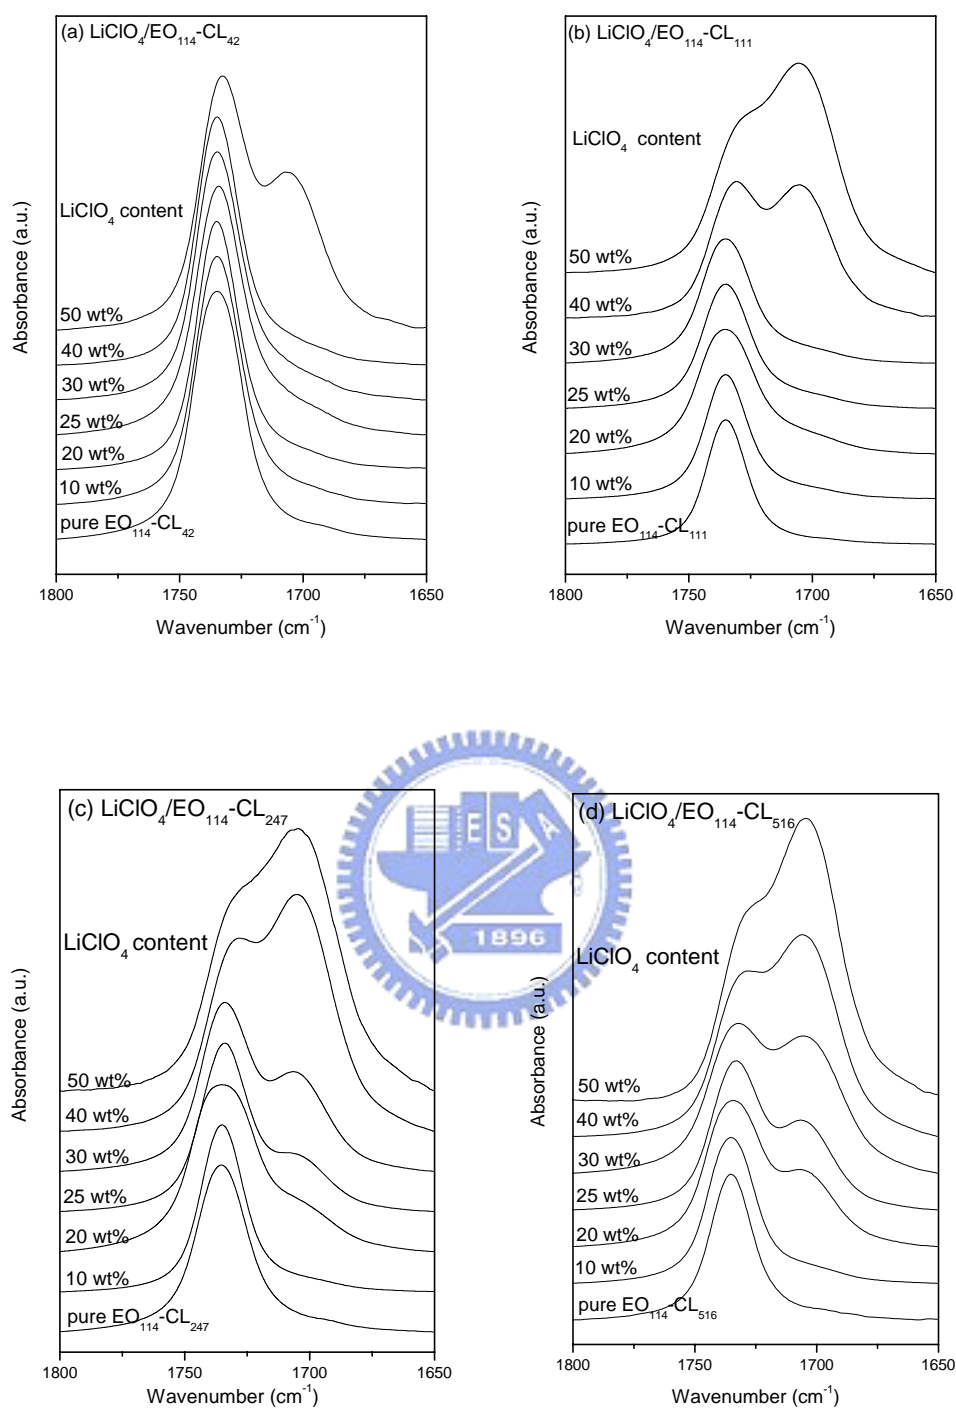 (a) LiClO₄/EO₁₁₄-CL₄₂
LiClO₄ content
50 wt%
40 wt%
30 wt%
25 wt%
20 wt%
10 wt%
pure EO₁₁₄-CL₄₂
Absorbance (a.u.)
1800 1750 1700 1650
Wavenumber (cm⁻¹)
(b) LiClO₄/EO₁₁₄-CL₁₁₁
LiClO₄ content
50 wt%
40 wt%
30 wt%
25 wt%
20 wt%
10 wt%
pure EO₁₁₄-CL₁₁₁
Absorbance (a.u.)
1800 1750 1700 1650
Wavenumber (cm⁻¹)
(c) LiClO₄/EO₁₁₄-CL₂₄₇
LiClO₄ content
50 wt%
40 wt%
30 wt%
25 wt%
20 wt%
10 wt%
pure EO₁₁₄-CL₂₄₇
Absorbance (a.u.)
1800 1750 1700 1650
Wavenumber (cm⁻¹)
(d) LiClO₄/EO₁₁₄-CL₅₁₆
LiClO₄ content
50 wt%
40 wt%
30 wt%
25 wt%
20 wt%
10 wt%
pure EO₁₁₄-CL₅₁₆
Absorbance (a.u.)
1800 1750 1700 1650
Wavenumber (cm⁻¹)
E S A
1896